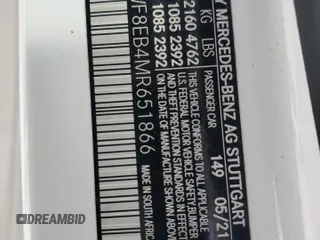 Y MERCEDES-BENZ AG STUTTGART
PASSENGER CAR 149 05/21
KG LBS
2160 4762
1085 2392
1085 2392
THIS VEHICLE CONFORMS TO ALL APPLICABLE
U.S. FEDERAL MOTOR VEHICLE SAFETY BUMPER
AND THEFT PREVENTION STANDARDS IN EFFECT
ON THE DATE OF MANUFACTURE SHOWN ABOVE
F8EB4MR651866
IN SOUTH AFRIC
DREAMBID